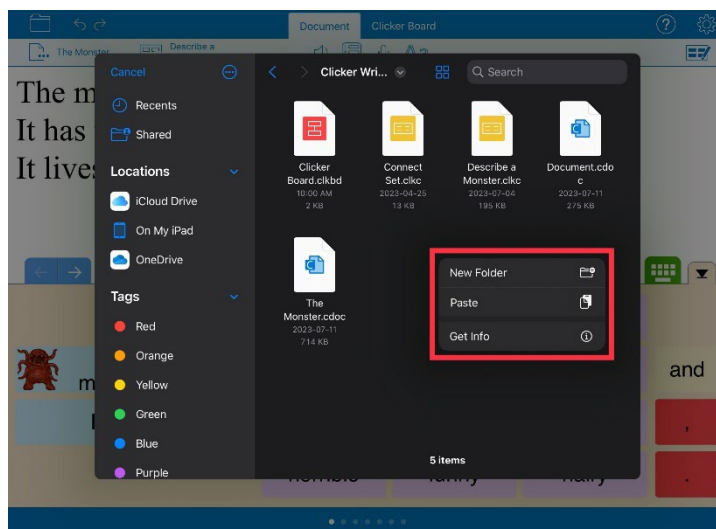 Document
Clicker Board
The Monster
Describe a
The m
It has
It lives
Cancel
Recents
Shared
Locations
iCloud Drive
On My iPad
OneDrive
Tags
Red
Orange
Yellow
Green
Blue
Purple
Clicker Wri...
Search
Clicker
Board.clkbd
10:00 AM
2 KB
Connect
Set.clkc
2023-04-25
13 KB
Describe a
Monster.clkc
2023-07-04
195 KB
Document.cdo
c
2023-07-11
275 KB
The
Monster.cdoc
2023-07-11
714 KB
New Folder
Paste
Get Info
5 items
m
and
,
horrible
funny
hairy
.